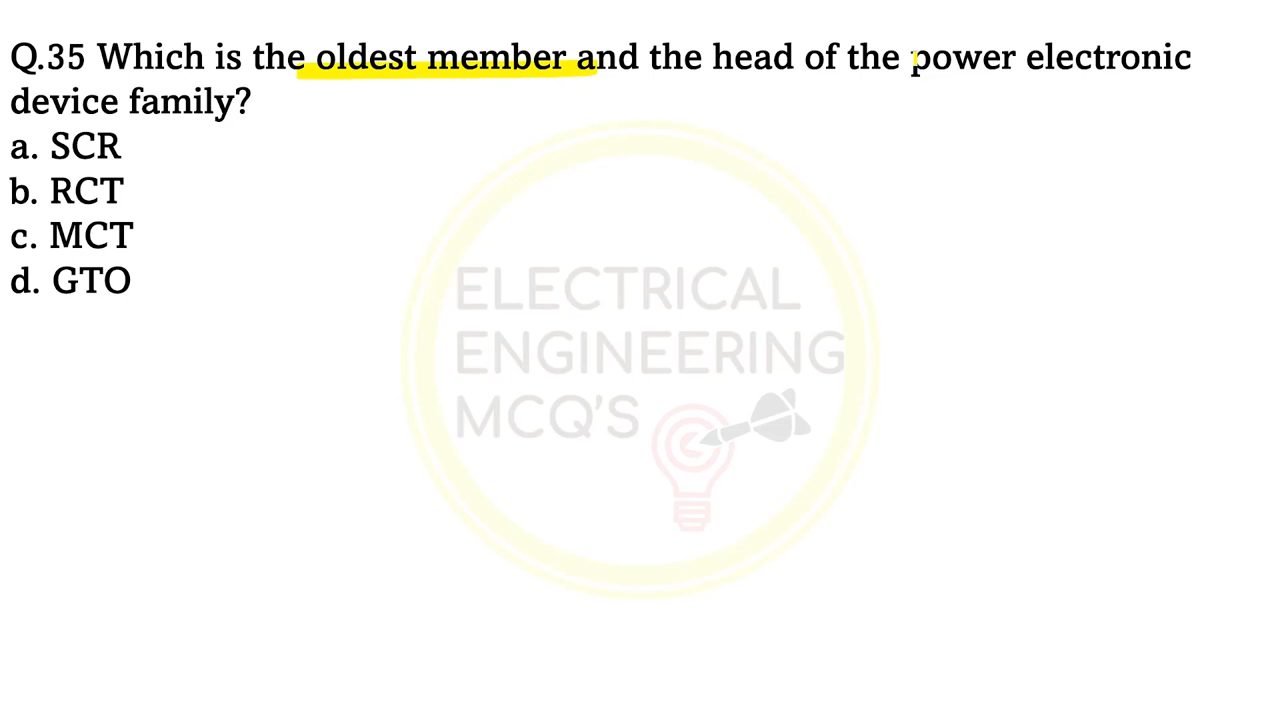 Q.35 Which is the oldest member and the head of the power electronic
device family?
a. SCR
b. RCT
c. MCT
d. GTO
ELECTRICAL
ENGINEERING
MCQ'S